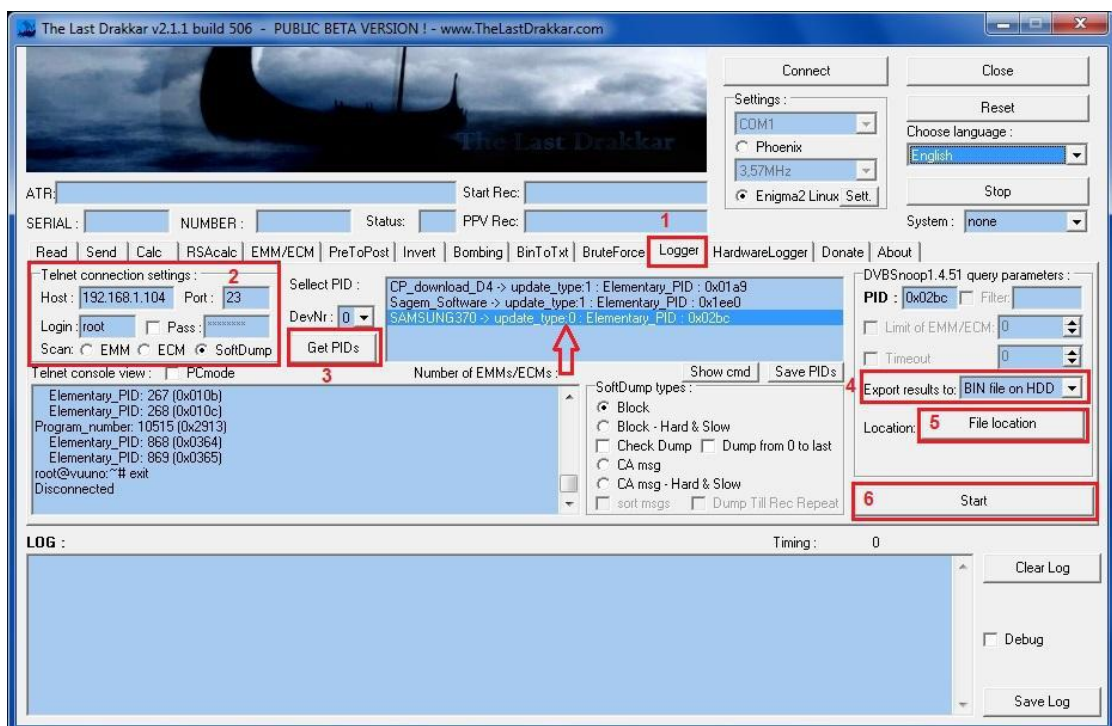 The Last Drakkar v2.1.1 build 506 - PUBLIC BETA VERSION ! - www.TheLastDrakkar.com
The Last Drakkar
Connect
Close
Settings :
COM1
Phoenix
3,57MHz
Enigma2 Linux Sett.
Reset
Choose language :
English
Stop
System : none
ATR:
Start Rec:
SERIAL :
NUMBER :
Status:
PPV Rec:
1
Read Send Calc RSAcalc EMM/ECM PreToPost Invert Bombing BinToTxt BruteForce Logger HardwareLogger Donate About
Telnet connection settings : 2
Host : 192.168.1.104 Port : 23
Login : root Pass : ********
Scan: EMM ECM SoftDump
Sellect PID :
DevNr : 0
Get PIDs
3
CP_download_D4 -> update_type:1 : Elementary_PID : 0x01a9
Sagem_Software -> update_type:1 : Elementary_PID : 0x1ee0
SAMSUNG370 -> update_type:0 : Elementary_PID : 0x02bc
DVBSnoop1.4.51 query parameters :
PID : 0x02bc Filter:
Limit of EMM/ECM: 0
Timeout 0
4 Export results to: BIN file on HDD
Location: 5 File location
6 Start
Telnet console view : PCmode
Number of EMMs/ECMs :
Show cmd Save PIDs
Elementary_PID: 267 (0x010b)
Elementary_PID: 268 (0x010c)
Program_number: 10515 (0x2913)
Elementary_PID: 868 (0x0364)
Elementary_PID: 869 (0x0365)
root@vuuno:~# exit
Disconnected
SoftDump types :
Block
Block - Hard & Slow
Check Dump Dump from 0 to last
CA msg
CA msg - Hard & Slow
sort msgs Dump Till Rec Repeat
LOG :
Timing : 0
Clear Log
Debug
Save Log